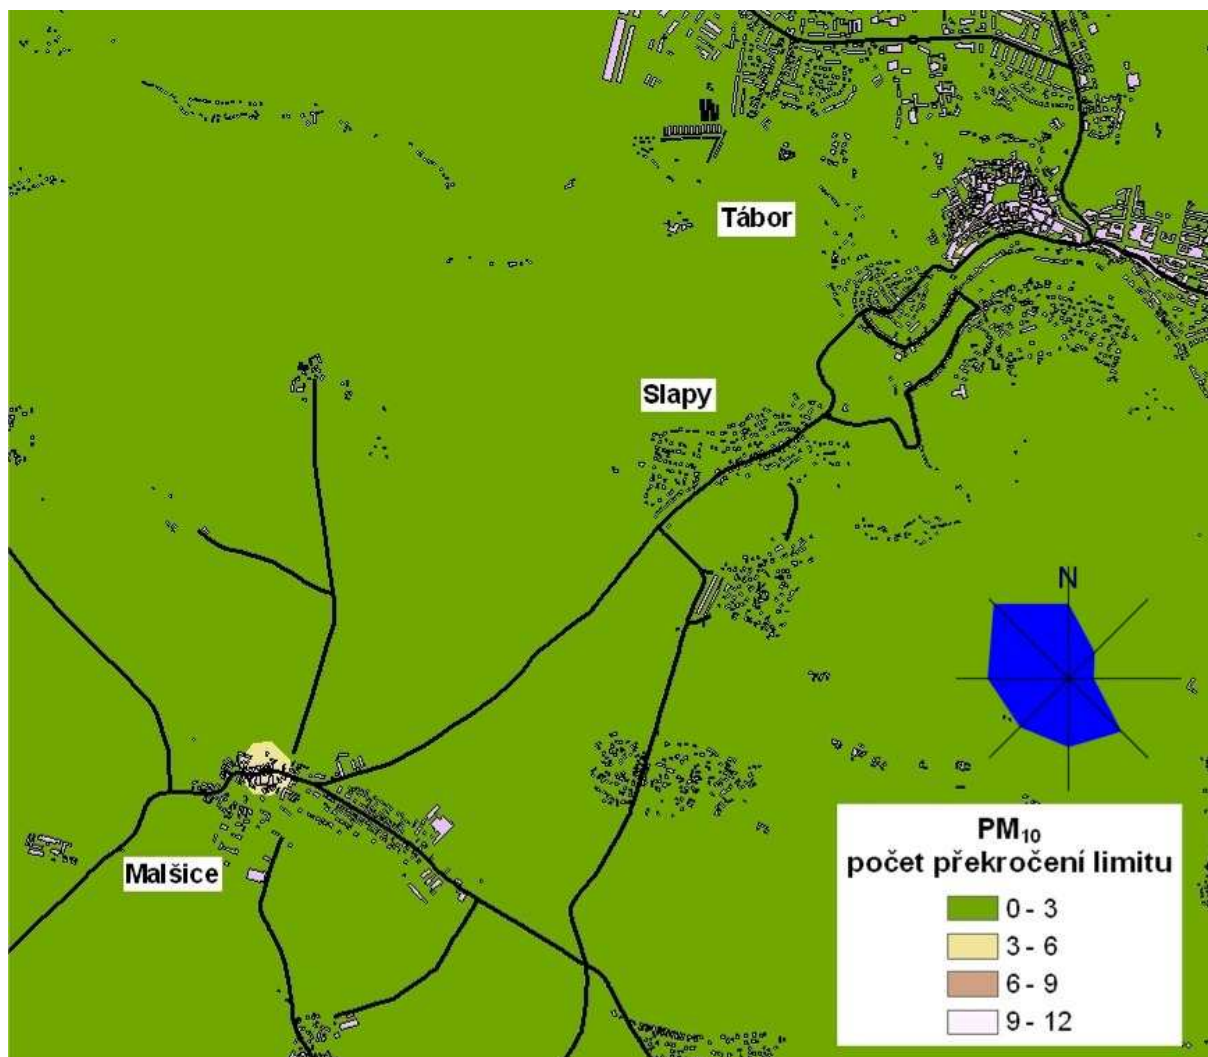 Tábor
Slapy
N
Malšice
PM₁₀
počet překročení limitu
0 - 3
3 - 6
6 - 9
9 - 12